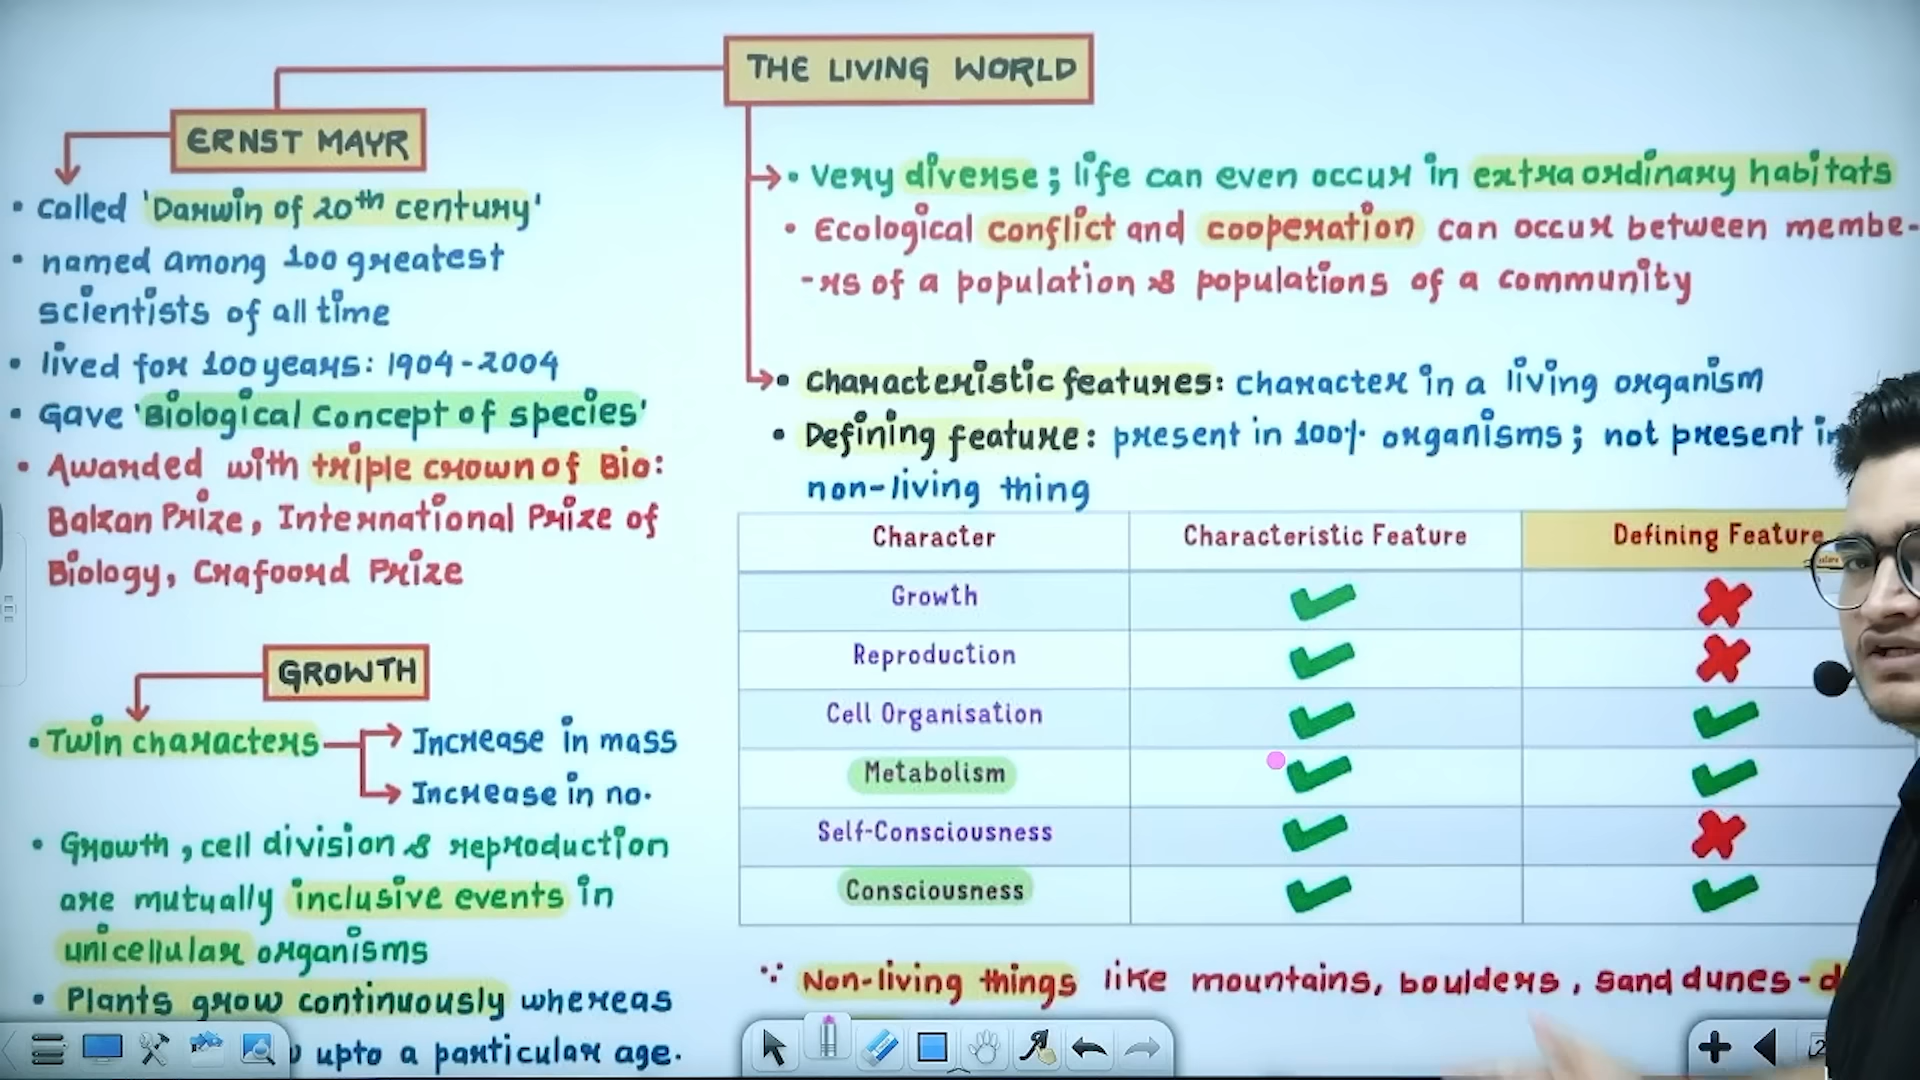 THE LIVING WORLD
ERNST MAYR
• called 'Darwin of 20th century'
• named among 100 greatest
scientists of all time
• lived for 100 years: 1904-2004
• Gave 'Biological Concept of species'
• Awarded with triple crown of Bio:
Balzan Prize, International Prize of
Biology, Crafoord Prize
GROWTH
• Twin characters
Increase in mass
Increase in no.
• Growth, cell division & reproduction
are mutually inclusive events in
unicellular organisms
• Plants grow continuously whereas
upto a particular age.
• Very diverse; life can even occur in extraordinary habitats
• Ecological conflict and cooperation can occur between membe-
-rs of a population & populations of a community
• Characteristic features: character in a living organism
• Defining feature: present in 100% organisms; not present in
non-living thing
Character Characteristic Feature Defining Feature
Growth ✔ ✘
Reproduction ✔ ✘
Cell Organisation ✔ ✔
Metabolism ✔ ✔
Self-Consciousness ✔ ✘
Consciousness ✔ ✔
∵ Non-living things like mountains, boulders, sand dunes-